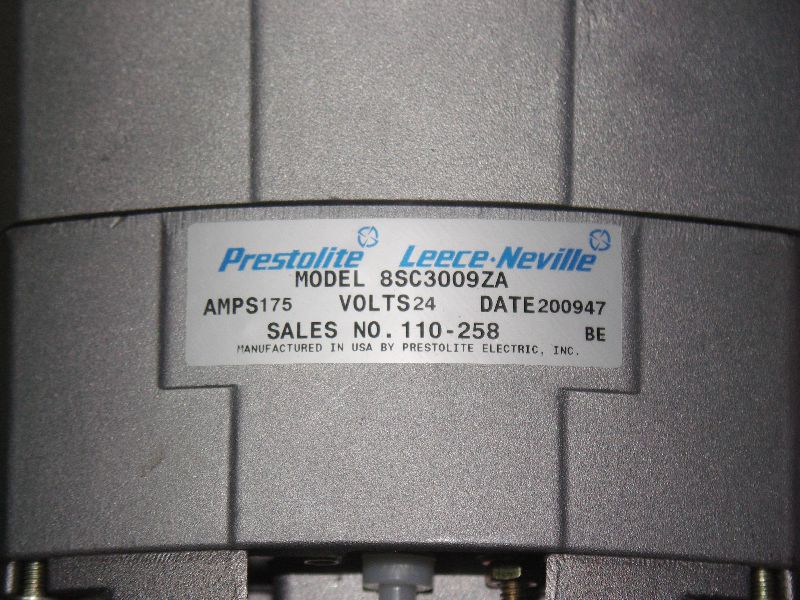 Prestolite Leece-Neville
MODEL 8SC3009ZA
AMPS175 VOLTS24 DATE200947
SALES NO. 110-258 BE
MANUFACTURED IN USA BY PRESTOLITE ELECTRIC, INC.